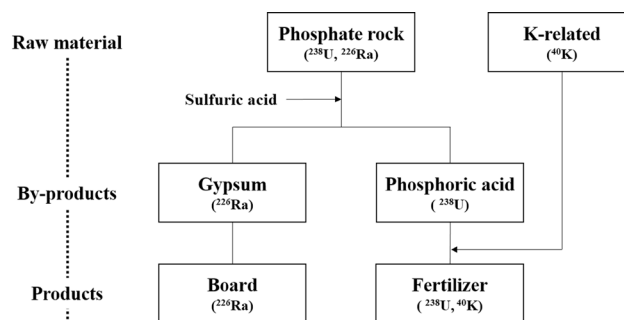 Raw material
Phosphate rock
(²³⁸U, ²²⁶Ra)
K-related
(⁴⁰K)
Sulfuric acid
By-products
Gypsum
(²²⁶Ra)
Phosphoric acid
( ²³⁸U)
Products
Board
(²²⁶Ra)
Fertilizer
( ²³⁸U, ⁴⁰K)